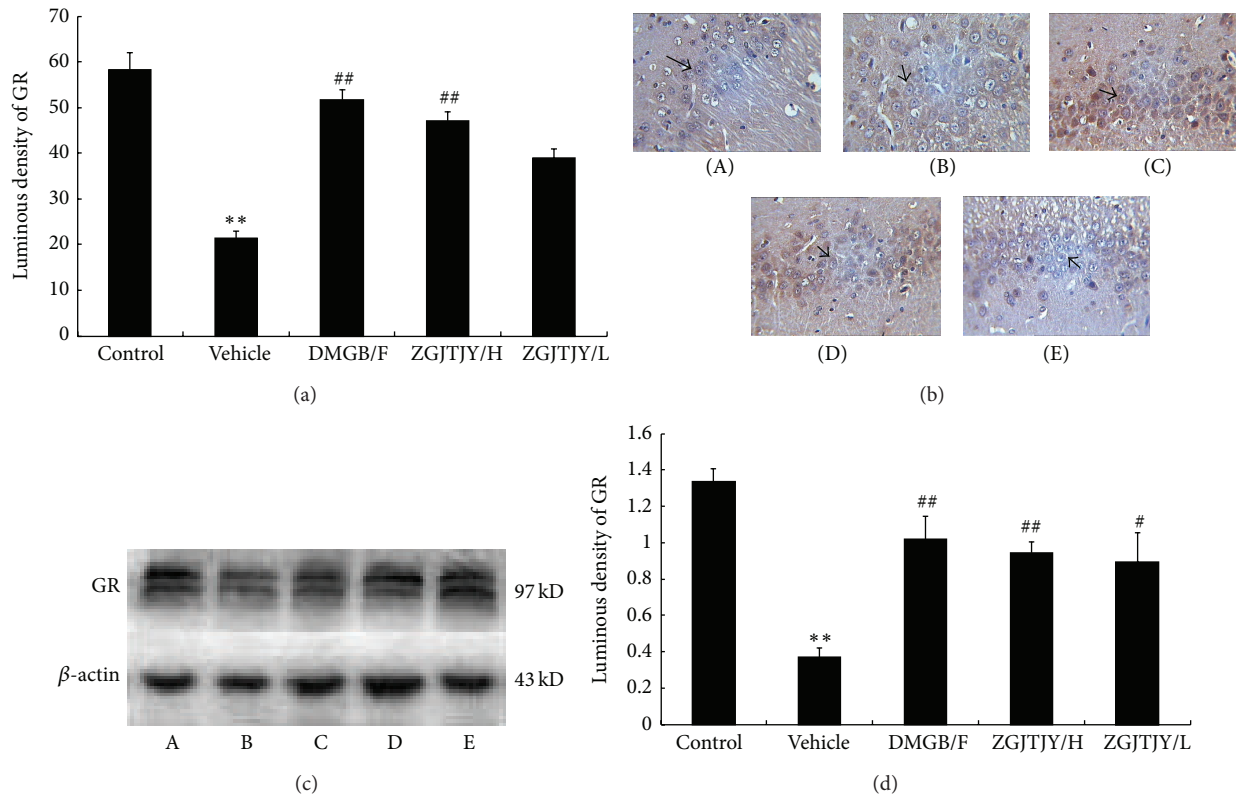 70
60
50
40
30
20
10
0
Luminous density of GR
**
##
##
Control Vehicle DMGB/F ZGJTJY/H ZGJTJY/L
(a)
(A) (B) (C)
(D) (E)
(b)
GR 97 kD
β-actin 43 kD
A B C D E
(c)
1.6
1.4
1.2
1
0.8
0.6
0.4
0.2
0
Luminous density of GR
**
##
##
#
Control Vehicle DMGB/F ZGJTJY/H ZGJTJY/L
(d)